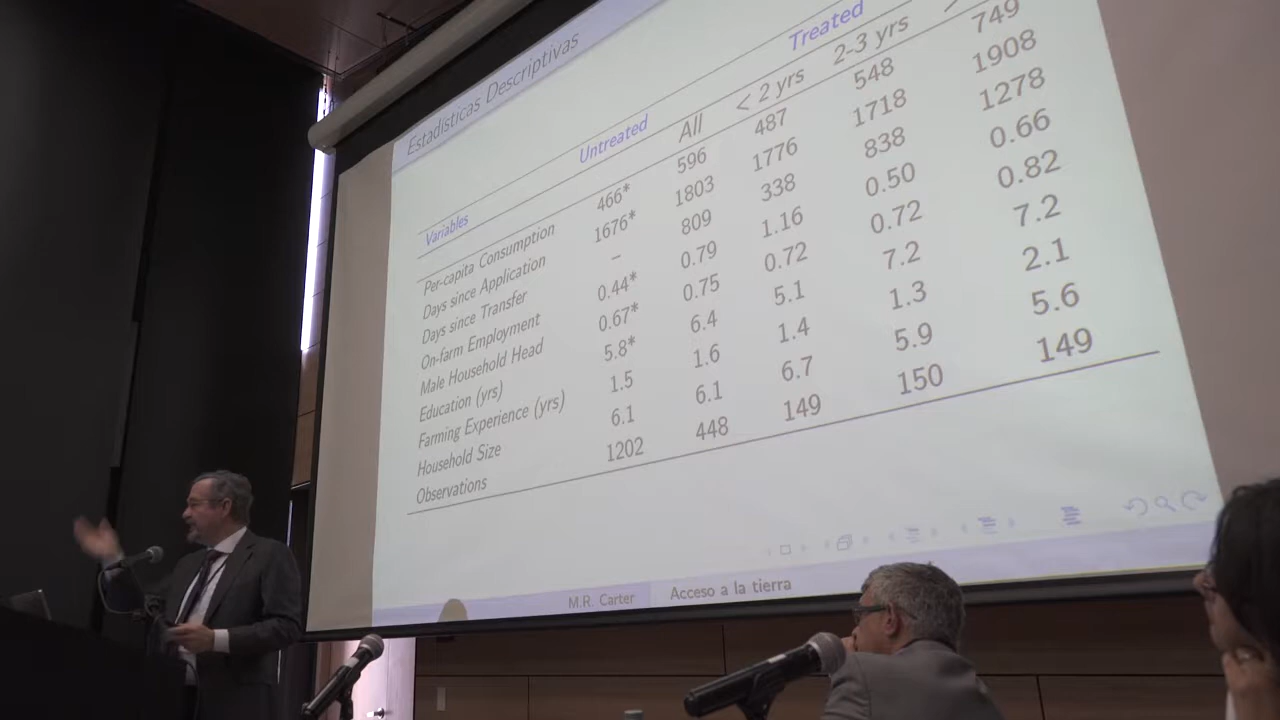 Estadísticas Descriptivas
Treated
Variables Untreated All < 2 yrs 2-3 yrs >
Per-capita Consumption 466* 596 487 548 749
Days since Application 1676* 1803 1776 1718 1908
Days since Transfer – 809 338 838 1278
On-farm Employment 0.44* 0.79 1.16 0.50 0.66
Male Household Head 0.67* 0.75 0.72 0.72 0.82
Education (yrs) 5.8* 6.4 5.1 7.2 7.2
Farming Experience (yrs) 1.5 1.6 1.4 1.3 2.1
Household Size 6.1 6.1 6.7 5.9 5.6
Observations 1202 448 149 150 149
M.R. Carter Acceso a la tierra